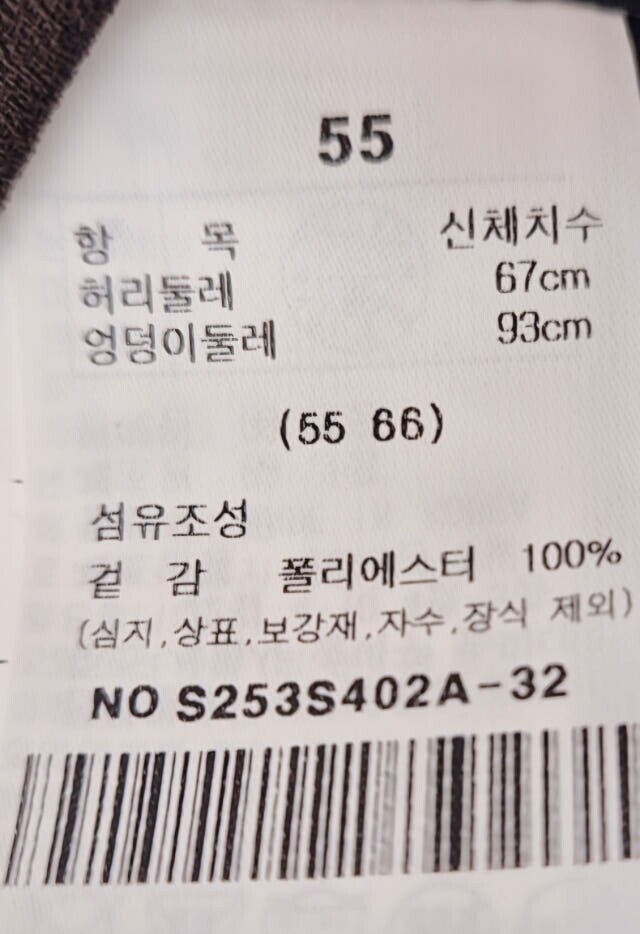 55
항 목 신체치수
허리둘레 67cm
엉덩이둘레 93cm
(55 66)
섬유조성
겉 감 폴리에스터 100%
(심지,상표,보강재,자수,장식 제외)
NO S253S402A-32